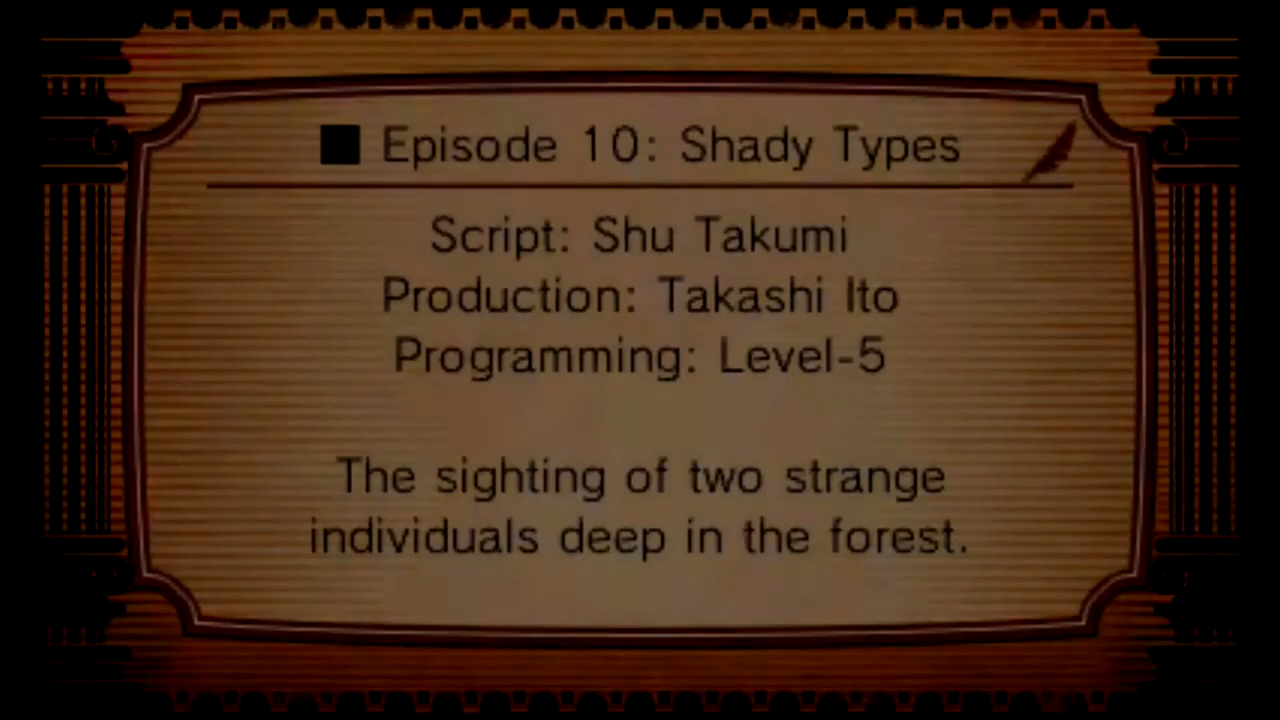 ■ Episode 10: Shady Types
Script: Shu Takumi
Production: Takashi Ito
Programming: Level-5
The sighting of two strange
individuals deep in the forest.